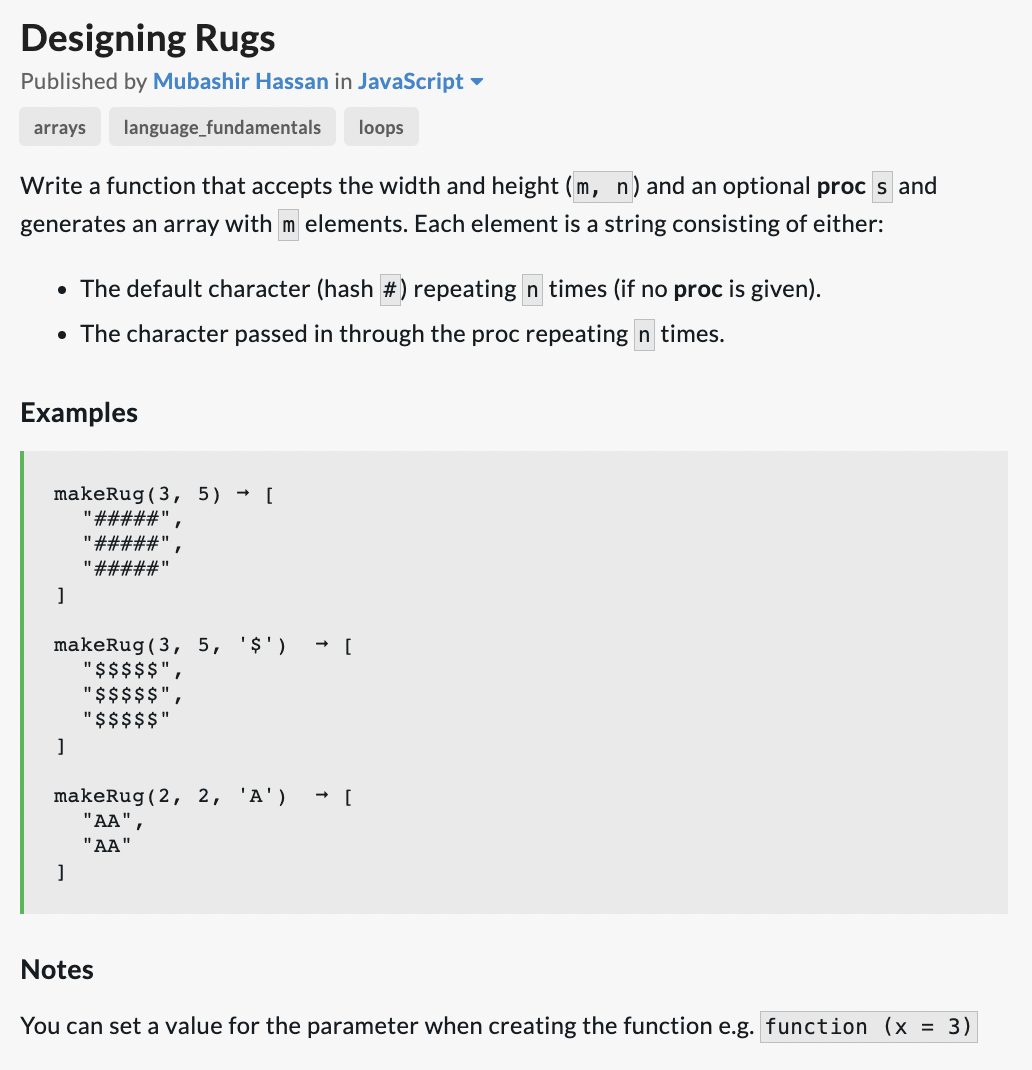 Designing Rugs
Published by Mubashir Hassan in JavaScript
arrays language_fundamentals loops
Write a function that accepts the width and height (m, n) and an optional proc s and
generates an array with m elements. Each element is a string consisting of either:
• The default character (hash #) repeating n times (if no proc is given).
• The character passed in through the proc repeating n times.
Examples
makeRug(3, 5) → [
"#####",
"#####",
"#####"
]
makeRug(3, 5, '$') → [
"$$$$$",
"$$$$$",
"$$$$$"
]
makeRug(2, 2, 'A') → [
"AA",
"AA"
]
Notes
You can set a value for the parameter when creating the function e.g. function (x = 3)